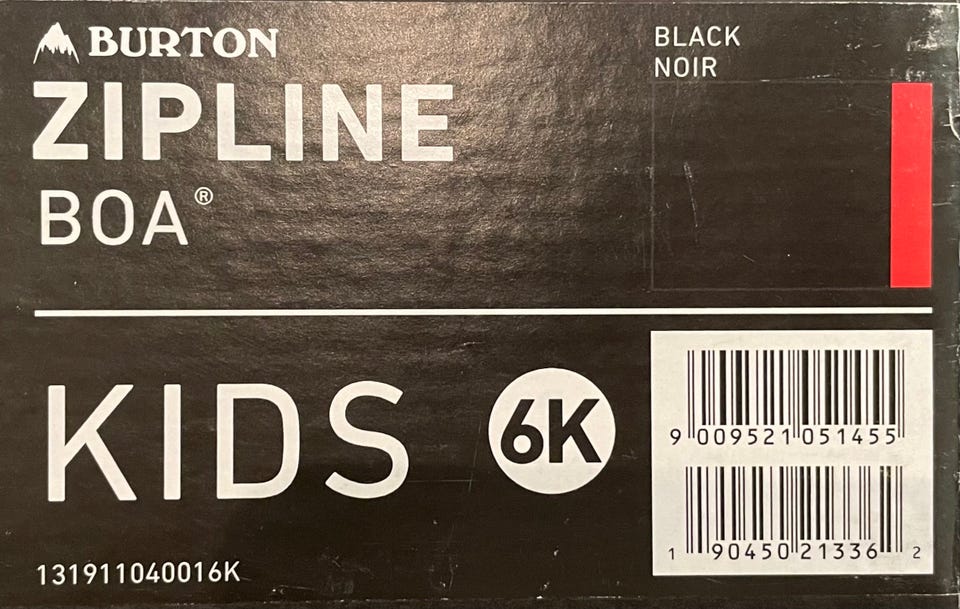 BURTON
ZIPLINE
BOA®
BLACK
NOIR
KIDS 6K
9 009521 051455
1 90450 21336 2
131911040016K